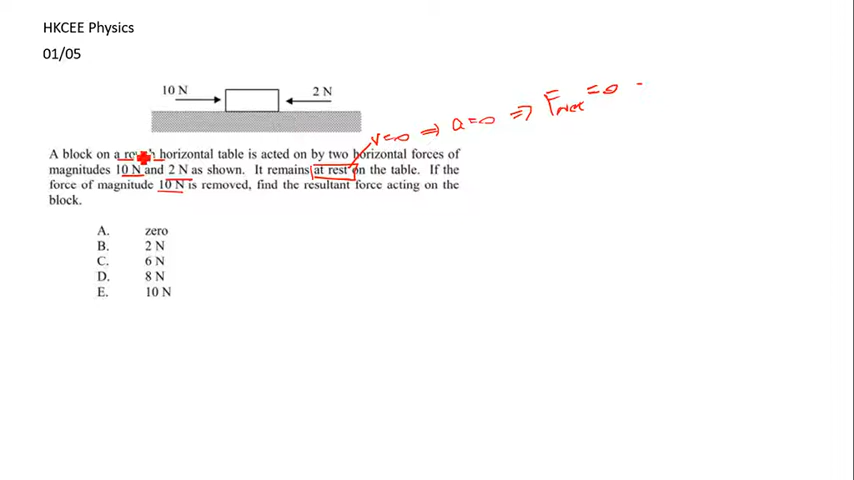 HKCEE Physics
01/05
10 N
2 N
v=0 ⇒ a=0 ⇒ Fnet=0
A block on a rough horizontal table is acted on by two horizontal forces of
magnitudes 10 N and 2 N as shown. It remains at rest on the table. If the
force of magnitude 10 N is removed, find the resultant force acting on the
block.
A. zero
B. 2 N
C. 6 N
D. 8 N
E. 10 N